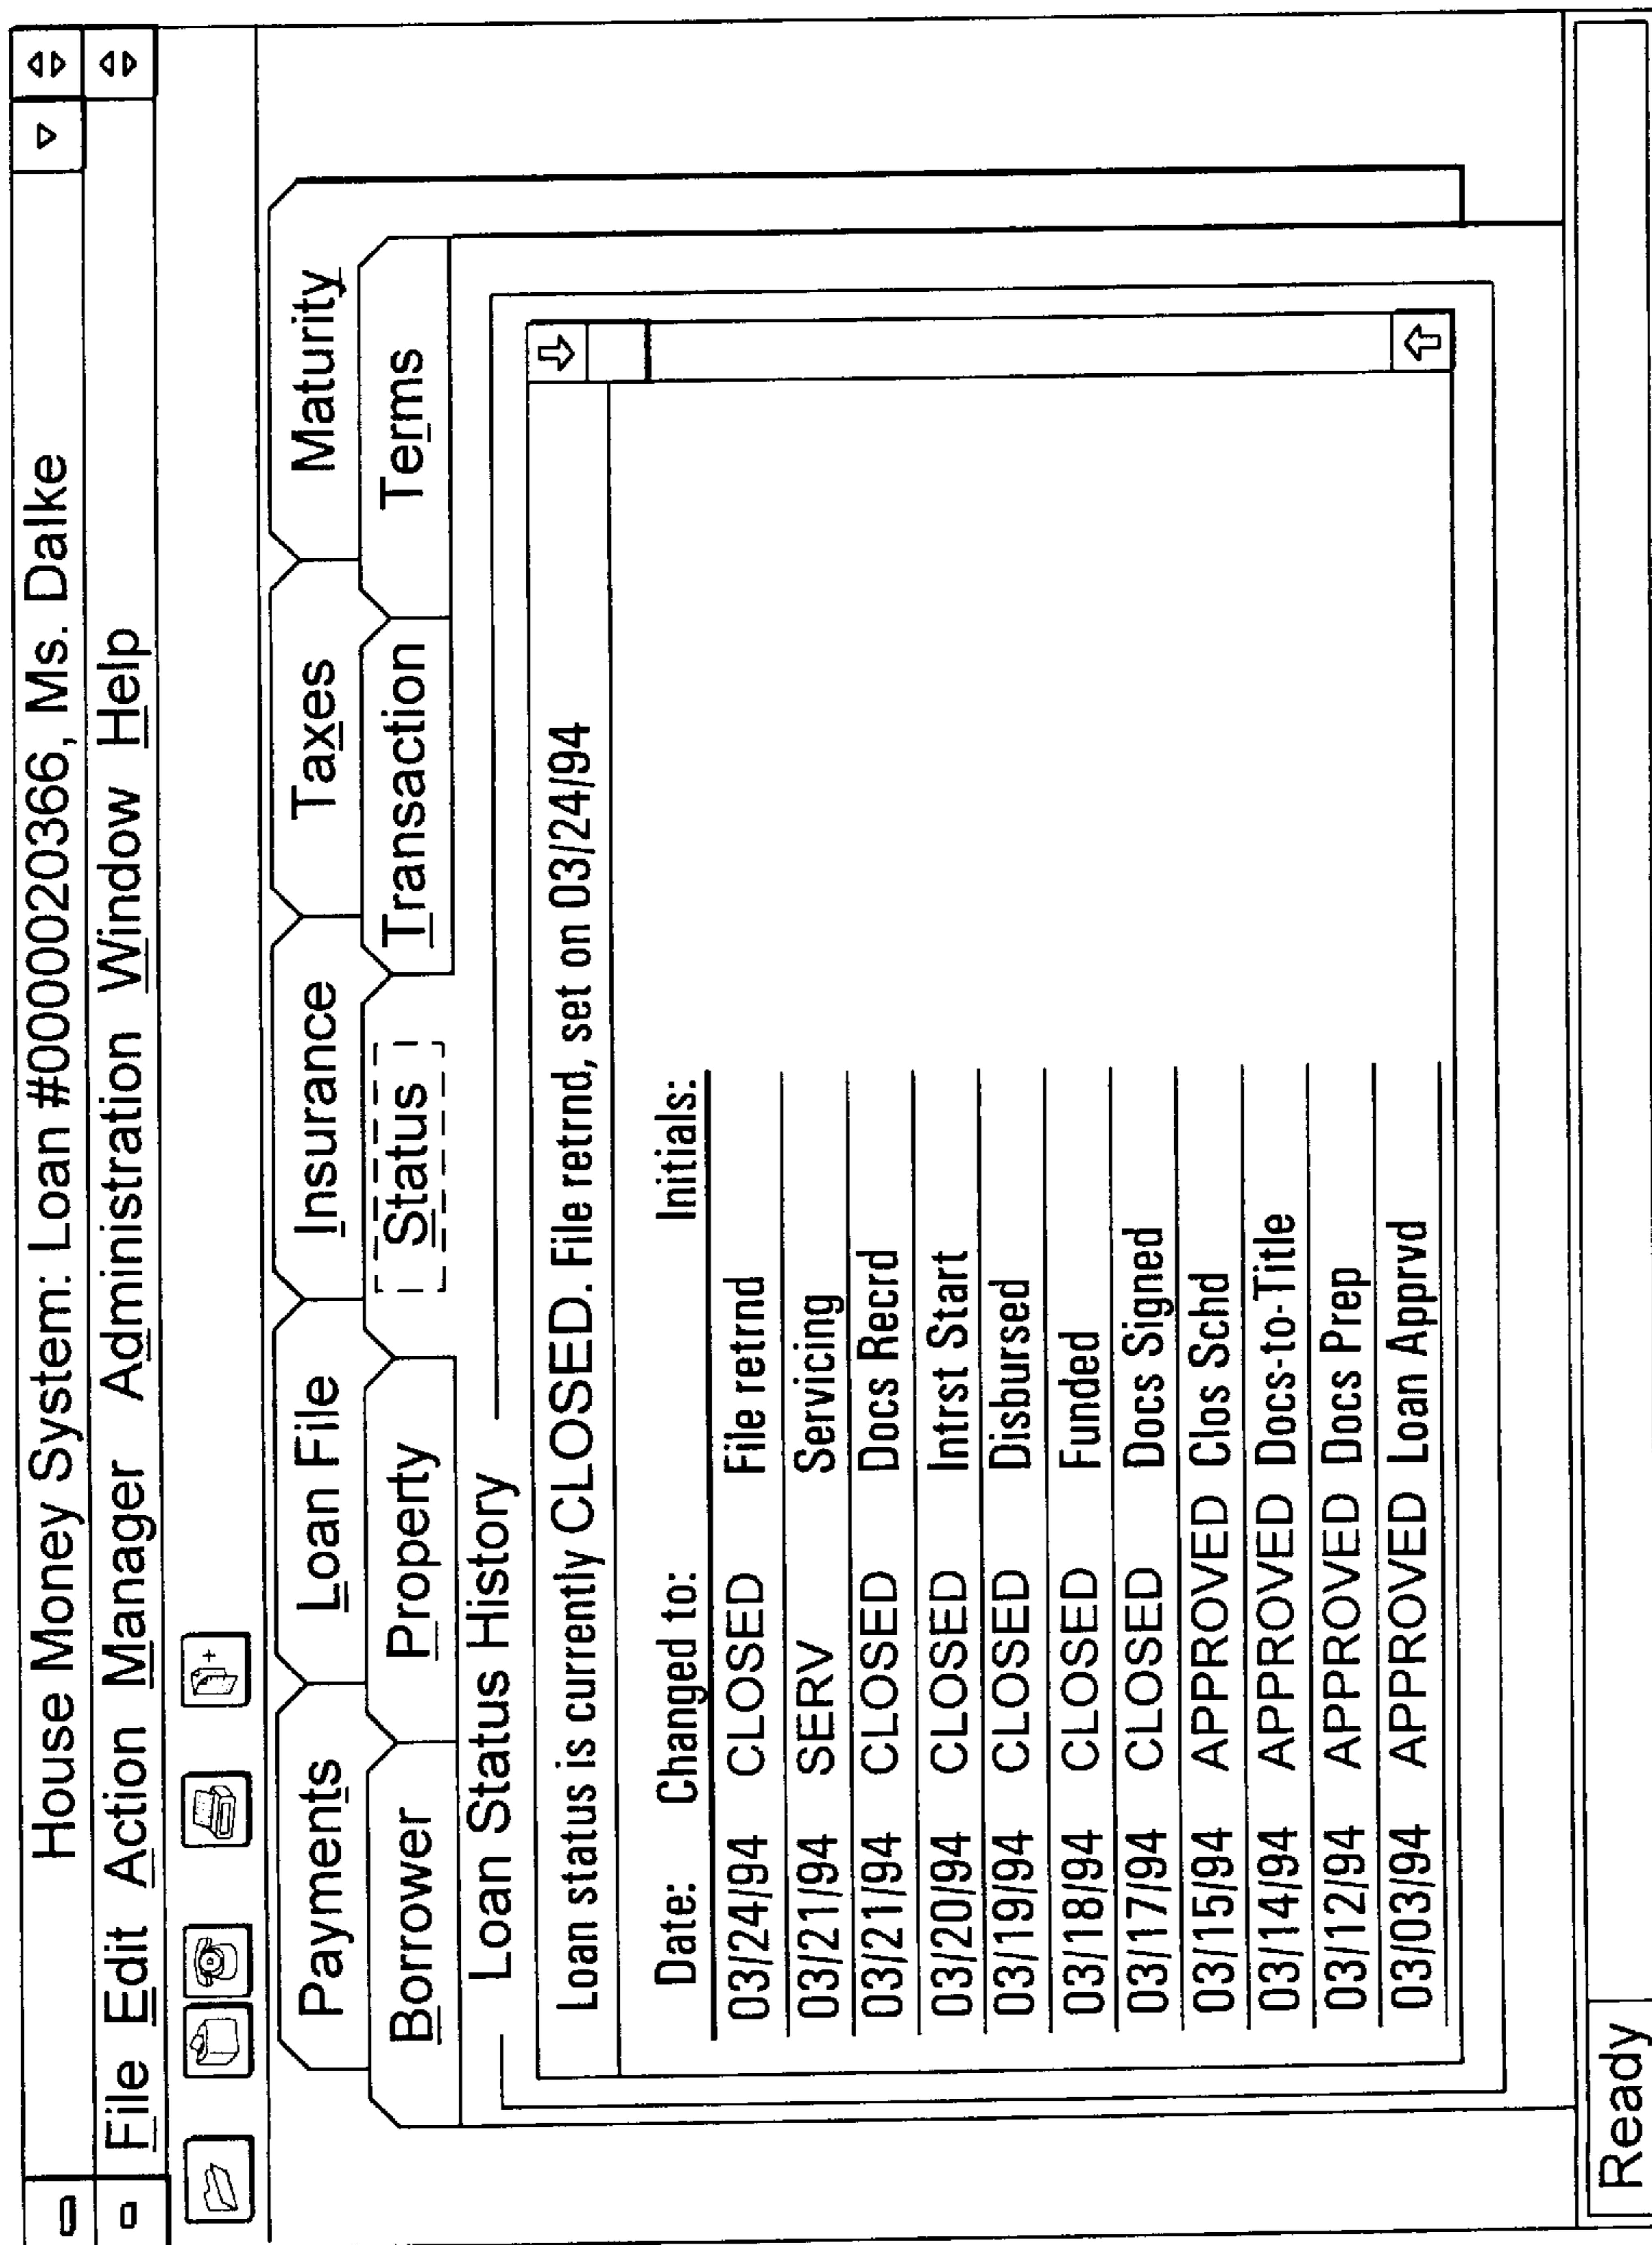 House Money System: Loan #0000020366, Ms. Dalke
File Edit Action Manager Administration Window Help
Payments Loan File Insurance Taxes Maturity
Borrower Property Status Transaction Terms
Loan Status History
Loan status is currently CLOSED. File retrnd, set on 03/24/94
Date: Changed to: Initials:
03/24/94 CLOSED File retrnd
03/21/94 SERV Servicing
03/21/94 CLOSED Docs Recrd
03/20/94 CLOSED Intrst Start
03/19/94 CLOSED Disbursed
03/18/94 CLOSED Funded
03/17/94 CLOSED Docs Signed
03/15/94 APPROVED Clos Schd
03/14/94 APPROVED Docs-to-Title
03/12/94 APPROVED Docs Prep
03/03/94 APPROVED Loan Apprvd
Ready